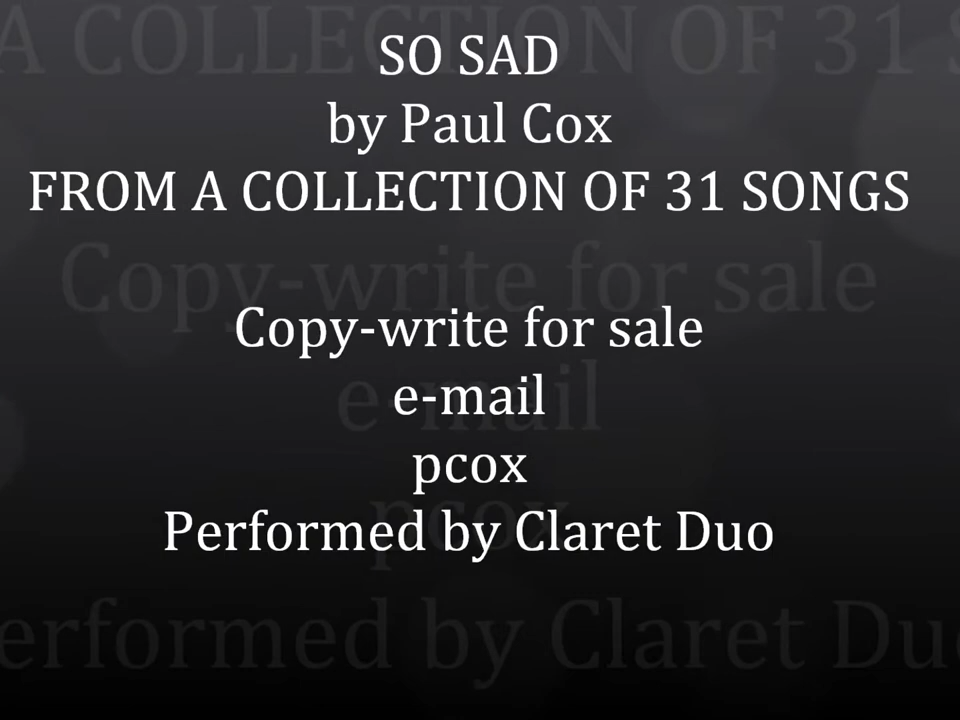 SO SAD
by Paul Cox
FROM A COLLECTION OF 31 SONGS
Copy-write for sale
e-mail
pcox
Performed by Claret Duo